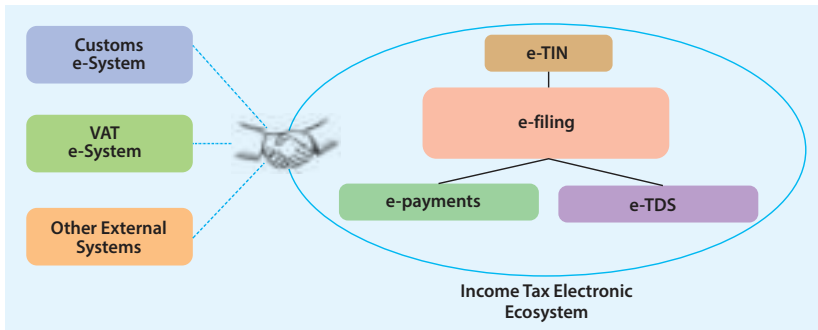 Customs
e-System
VAT
e-System
Other External
Systems
e-TIN
e-filing
e-payments
e-TDS
Income Tax Electronic
Ecosystem